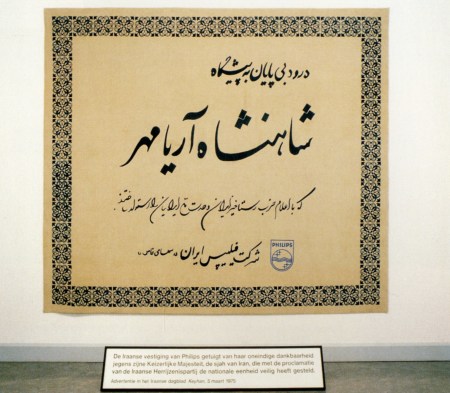 درود بی پایان به پیشگاه
شاهنشاه آریامهر
که با اعلام حزب رستاخیز ایران وحدت ملی ایرانیان را استوار
PHILIPS
شرکت فیلیپس ایران «سهامی خاص»
De Iraanse vestiging van Philips getuigt van haar oneindige dankbaarheid
jegens zijne Keizerlijke Majesteit, de sjah van Iran, die met de proclamatie
van de Iraanse Herrijzenispartij de nationale eenheid veilig heeft gesteld.
Advertentie in het Iraanse dagblad Kayhan, maart 1975.